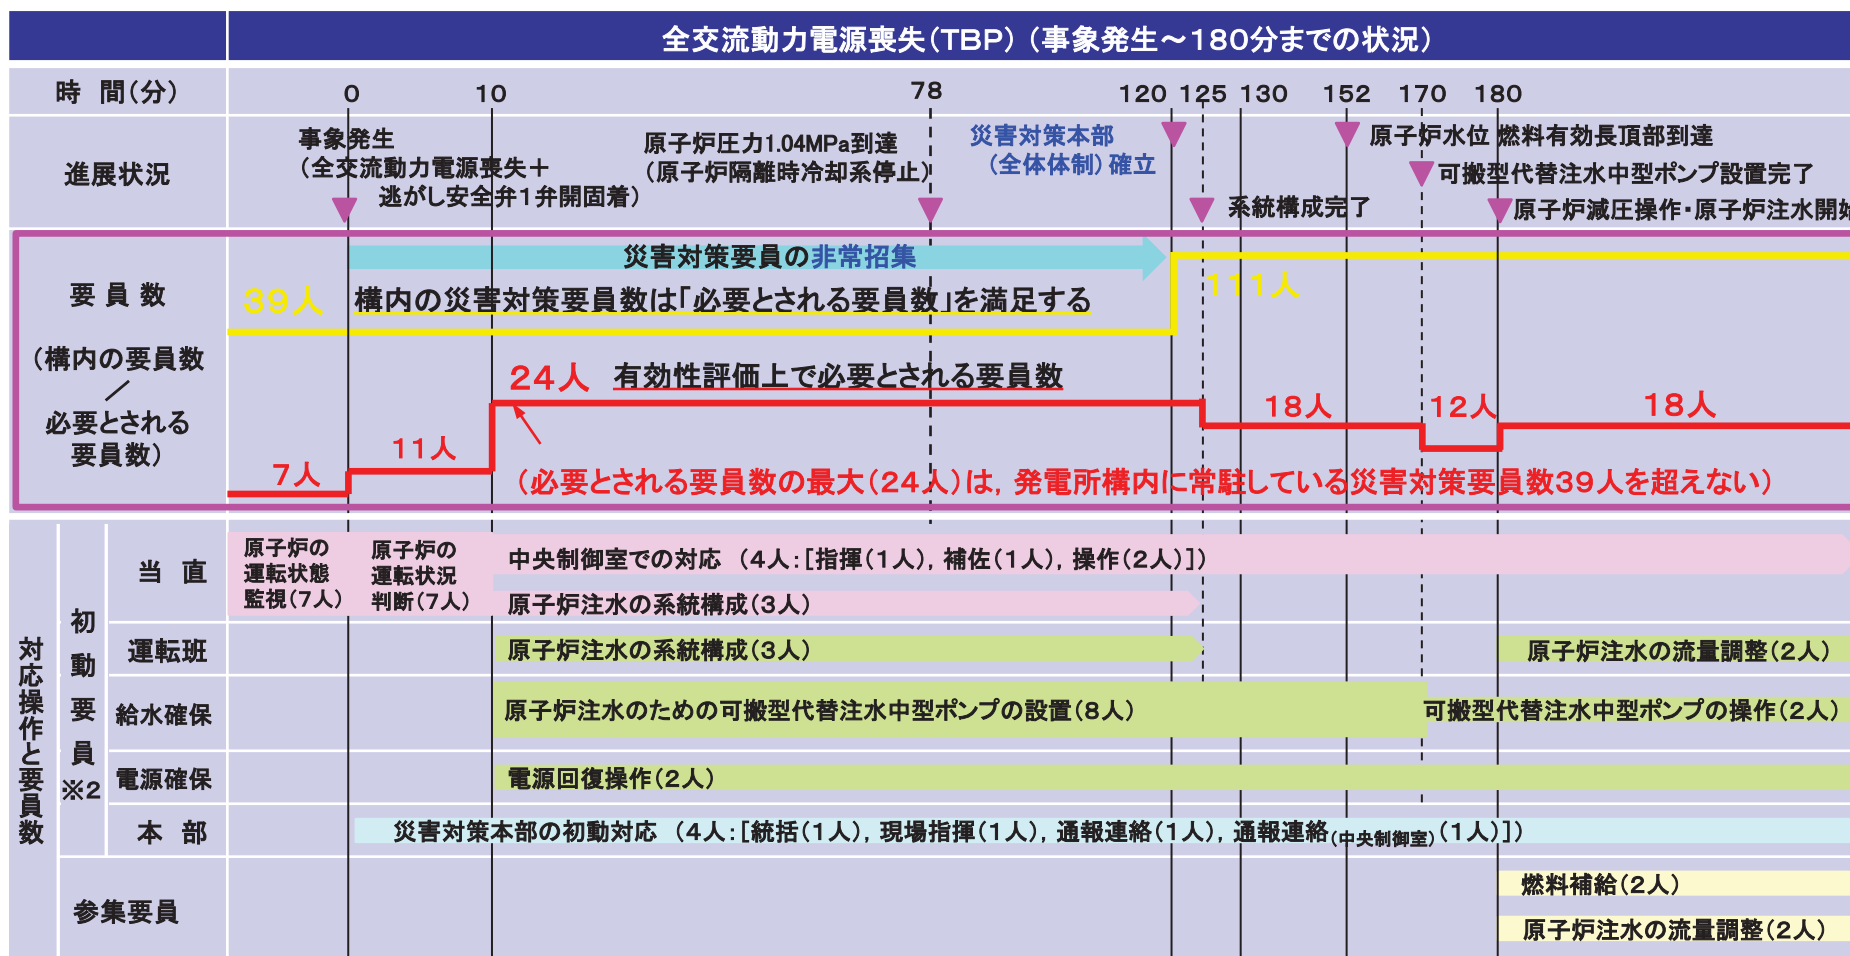 全交流動力電源喪失(TBP)(事象発生～180分までの状況)
時 間(分)
0
10
78
120
125
130
152
170
180
進展状況
事象発生
(全交流動力電源喪失＋
逃がし安全弁1弁開固着)
原子炉圧力1.04MPa到達
(原子炉隔離時冷却系停止)
災害対策本部
(全体体制)確立
系統構成完了
原子炉水位 燃料有効長頂部到達
可搬型代替注水中型ポンプ設置完了
原子炉減圧操作・原子炉注水開始
要 員 数
(構内の要員数
／
必要とされる
要員数)
災害対策要員の非常招集
39人
構内の災害対策要員数は「必要とされる要員数」を満足する
111人
24人
有効性評価上で必要とされる要員数
7人
11人
18人
12人
18人
(必要とされる要員数の最大(24人)は，発電所構内に常駐している災害対策要員数39人を超えない)
対応操作と要員数
初動要員
※2
当 直
原子炉の
運転状態
監視(7人)
原子炉の
運転状況
判断(7人)
中央制御室での対応 (4人：[指揮(1人)，補佐(1人)，操作(2人)])
原子炉注水の系統構成(3人)
運転班
原子炉注水の系統構成(3人)
原子炉注水の流量調整(2人)
給水確保
原子炉注水のための可搬型代替注水中型ポンプの設置(8人)
可搬型代替注水中型ポンプの操作(2人)
電源確保
電源回復操作(2人)
本 部
災害対策本部の初動対応 (4人：[統括(1人)，現場指揮(1人)，通報連絡(1人)，通報連絡(中央制御室)(1人)])
参集要員
燃料補給(2人)
原子炉注水の流量調整(2人)